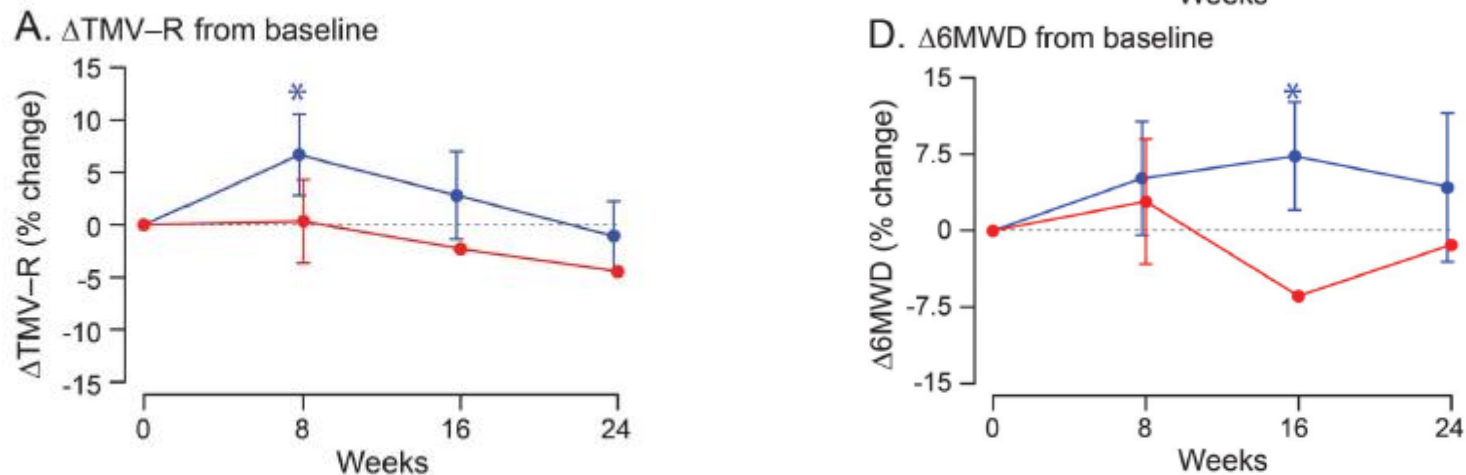 Weeks
A. ΔTMV–R from baseline
ΔTMV–R (% change)
15
10
5
0
-5
-10
-15
*
0 8 16 24
Weeks
D. Δ6MWD from baseline
Δ6MWD (% change)
15
7.5
0
-7.5
-15
*
0 8 16 24
Weeks